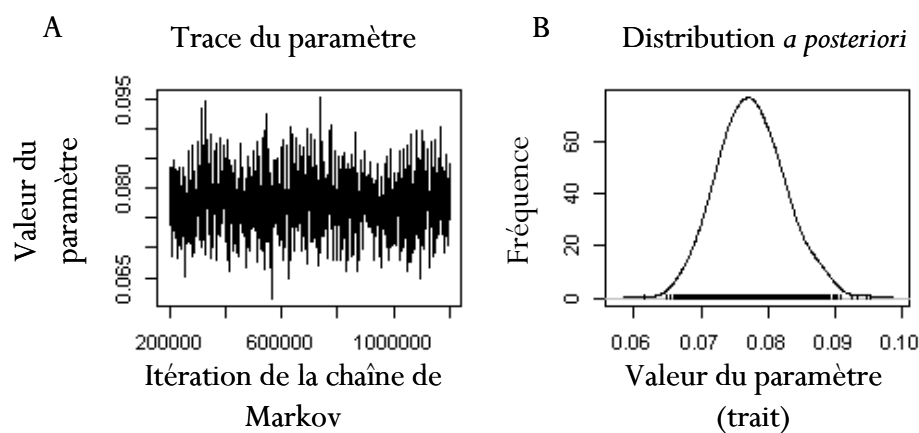 A
Trace du paramètre
Valeur du
paramètre
0.095
0.080
0.065
200000 600000 1000000
Itération de la chaîne de
Markov
B
Distribution a posteriori
Fréquence
60
40
20
0
0.06 0.07 0.08 0.09 0.10
Valeur du paramètre
(trait)